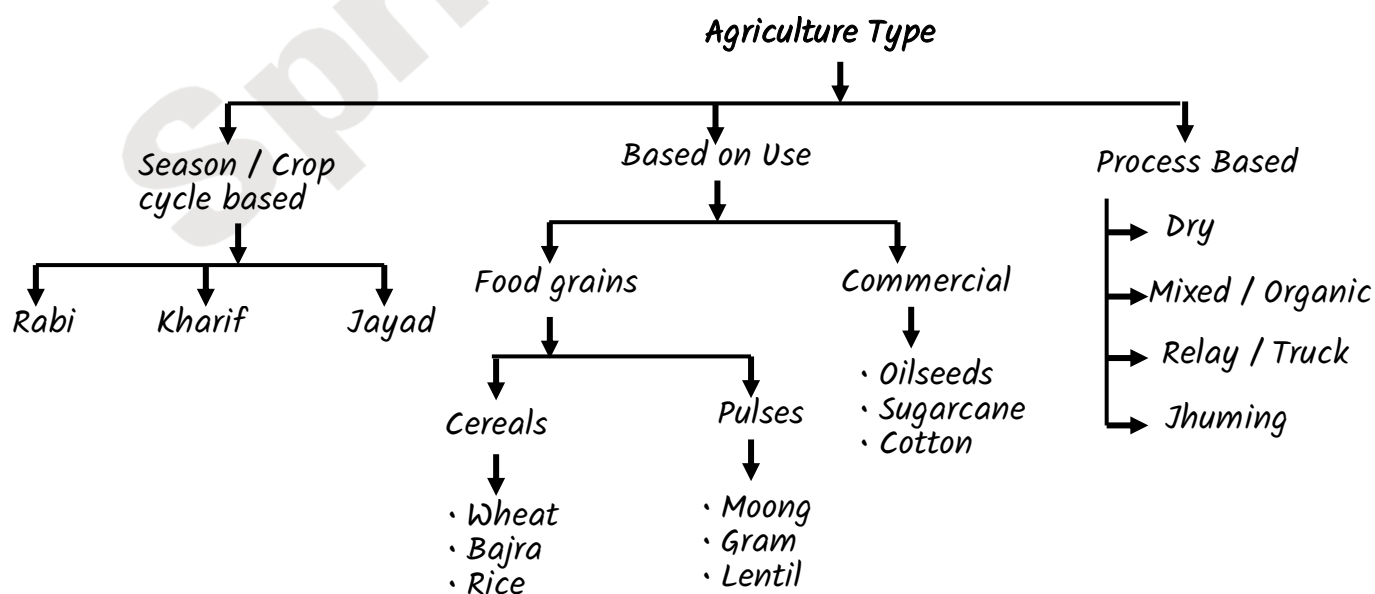 Agriculture Type
Season / Crop
cycle based
Rabi
Kharif
Jayad
Based on Use
Food grains
Cereals
· Wheat
· Bajra
· Rice
Pulses
· Moong
· Gram
· Lentil
Commercial
· Oilseeds
· Sugarcane
· Cotton
Process Based
Dry
Mixed / Organic
Relay / Truck
Jhuming